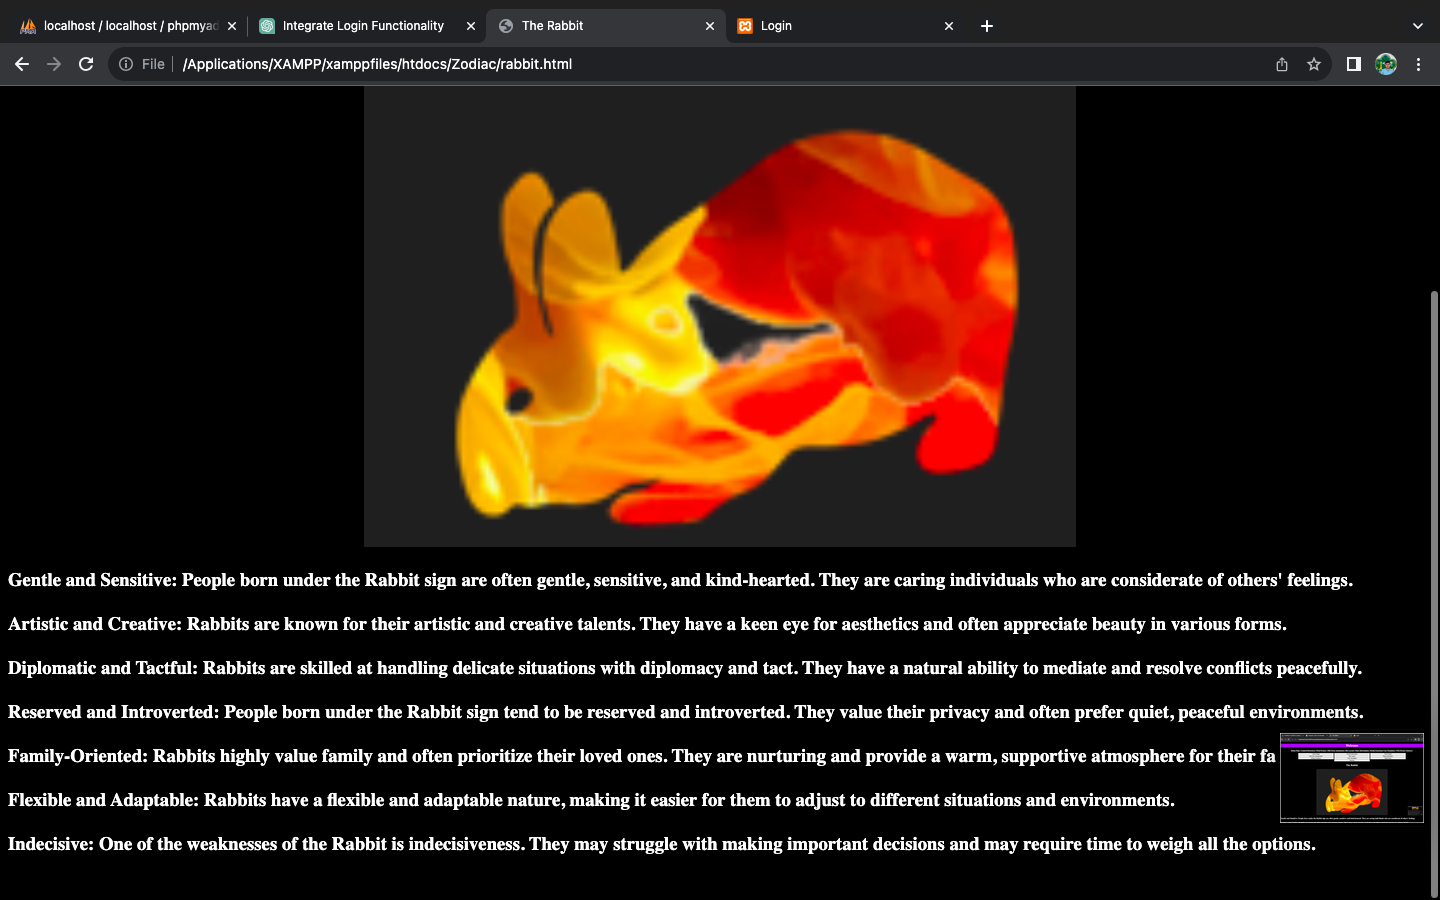 localhost / localhost / phpmyad
Integrate Login Functionality
The Rabbit
Login
File
/Applications/XAMPP/xamppfiles/htdocs/Zodiac/rabbit.html
Gentle and Sensitive: People born under the Rabbit sign are often gentle, sensitive, and kind-hearted. They are caring individuals who are considerate of others' feelings.
Artistic and Creative: Rabbits are known for their artistic and creative talents. They have a keen eye for aesthetics and often appreciate beauty in various forms.
Diplomatic and Tactful: Rabbits are skilled at handling delicate situations with diplomacy and tact. They have a natural ability to mediate and resolve conflicts peacefully.
Reserved and Introverted: People born under the Rabbit sign tend to be reserved and introverted. They value their privacy and often prefer quiet, peaceful environments.
Family-Oriented: Rabbits highly value family and often prioritize their loved ones. They are nurturing and provide a warm, supportive atmosphere for their fa
Flexible and Adaptable: Rabbits have a flexible and adaptable nature, making it easier for them to adjust to different situations and environments.
Indecisive: One of the weaknesses of the Rabbit is indecisiveness. They may struggle with making important decisions and may require time to weigh all the options.